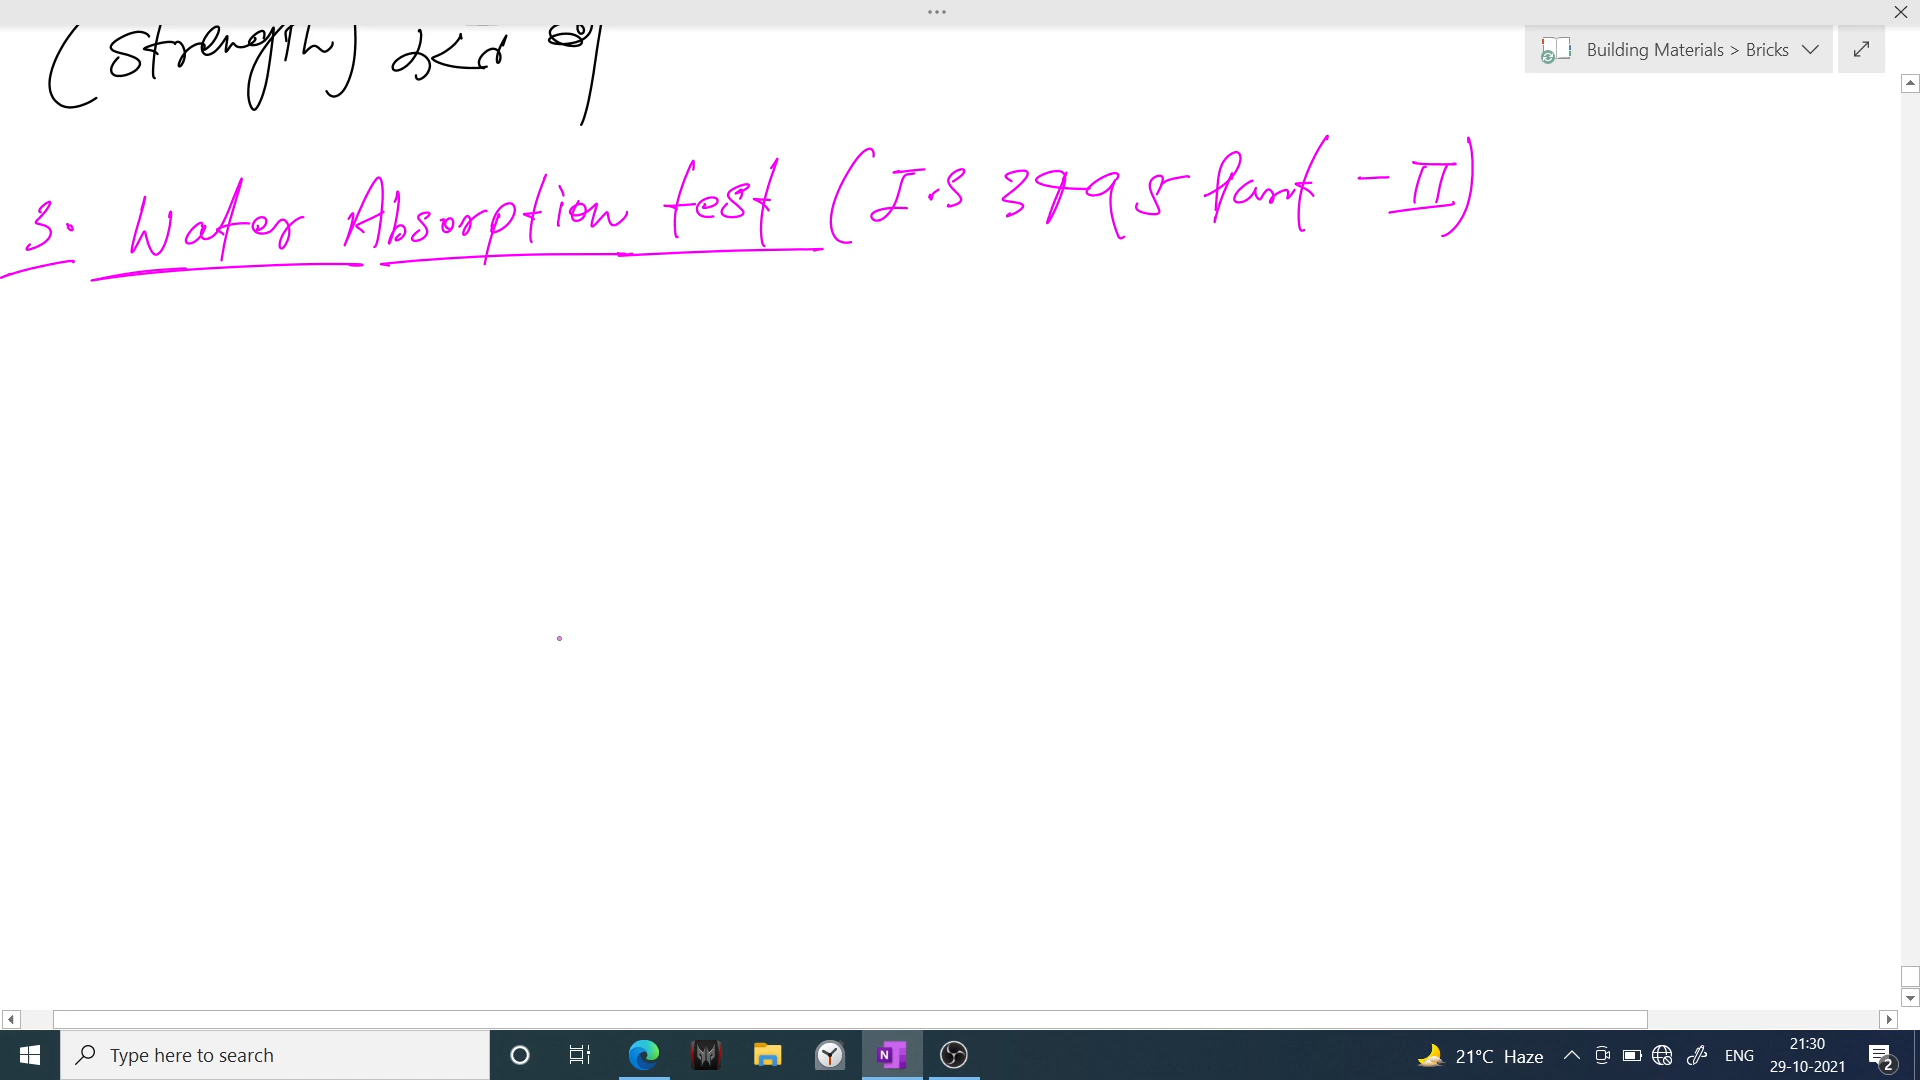 (Strength)
Building Materials > Bricks
3. Water Absorption test (I.S 3495 Part - II)
Type here to search
21°C Haze
ENG
21:30
29-10-2021
2